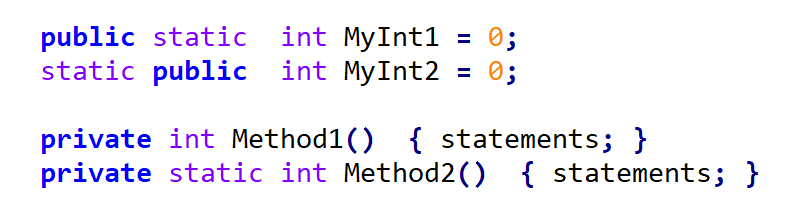 public static  int MyInt1 = 0;
static public  int MyInt2 = 0;
private int Method1()  { statements; }
private static int Method2()  { statements; }